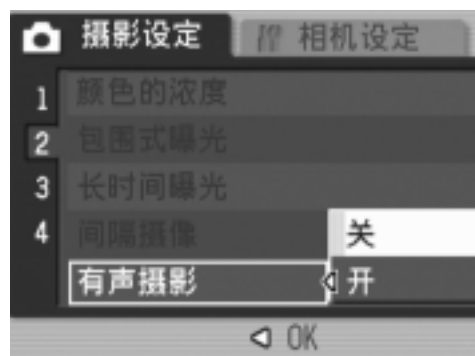 摄影设定 相机设定
1 颜色的浓度
2 包围式曝光
3 长时间曝光
4 间隔摄像 关
有声摄影 开
OK